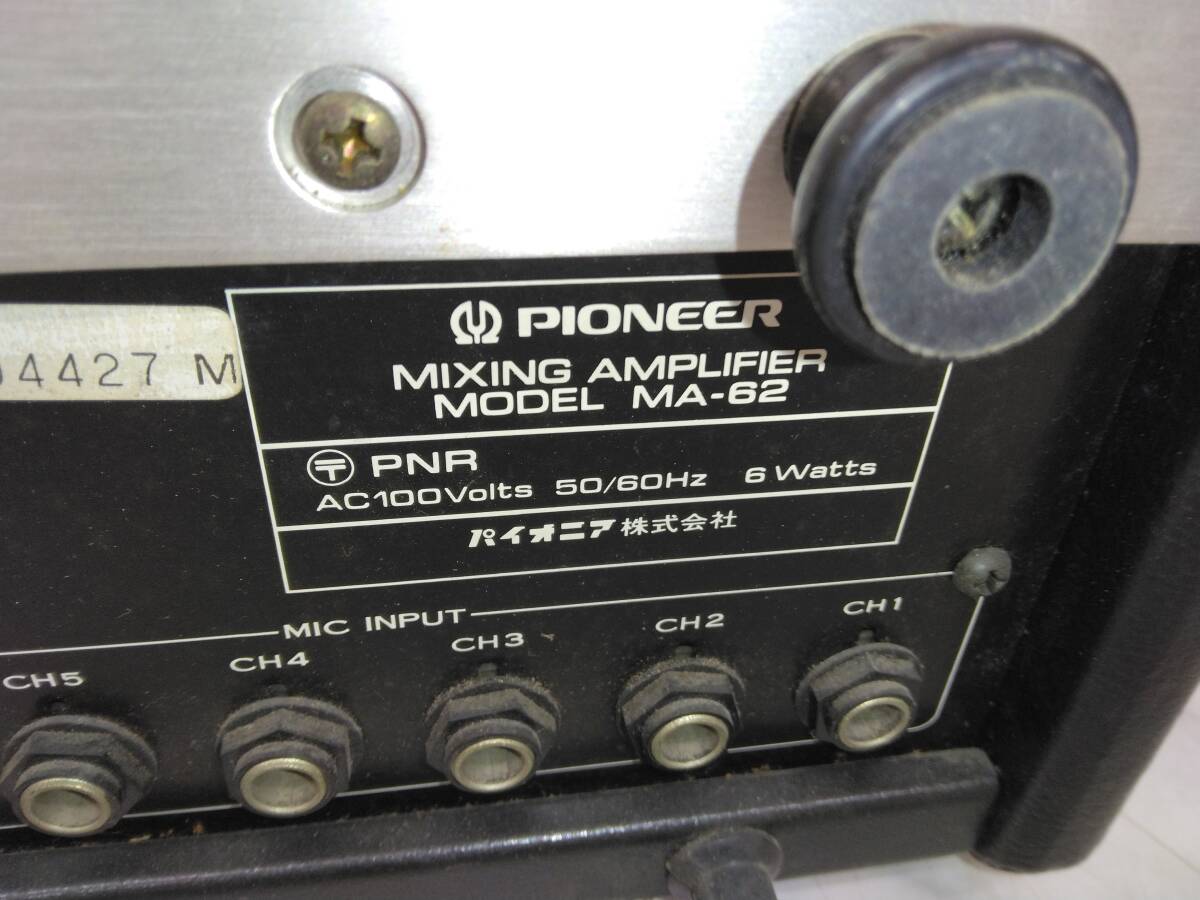 PIONEER
MIXING AMPLIFIER
MODEL MA-62
4427 M
〒 PNR
AC100Volts 50/60Hz 6 Watts
パイオニア株式会社
MIC INPUT
CH5 CH4 CH3 CH2 CH1